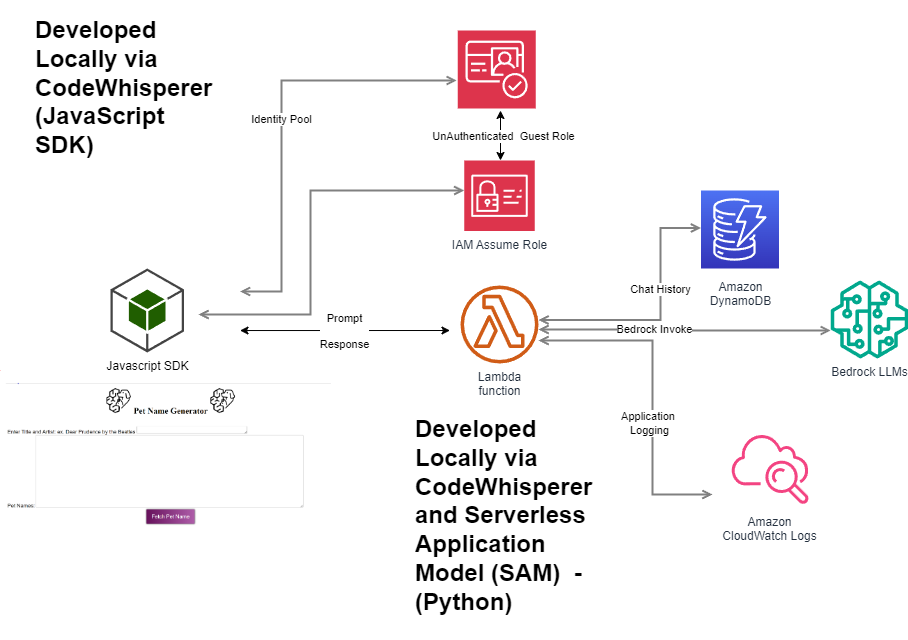 Developed
Locally via
CodeWhisperer
(JavaScript
SDK)
Identity Pool
UnAuthenticated Guest Role
IAM Assume Role
Amazon
DynamoDB
Chat History
Prompt
Response
Bedrock Invoke
Bedrock LLMs
Javascript SDK
Lambda
function
Pet Name Generator
Enter Title and Artist: ex. Dear Prudence by the Beatles
Pet Names:
Fetch Pet Name
Application
Logging
Developed
Locally via
CodeWhisperer
and Serverless
Application
Model (SAM) -
(Python)
Amazon
CloudWatch Logs